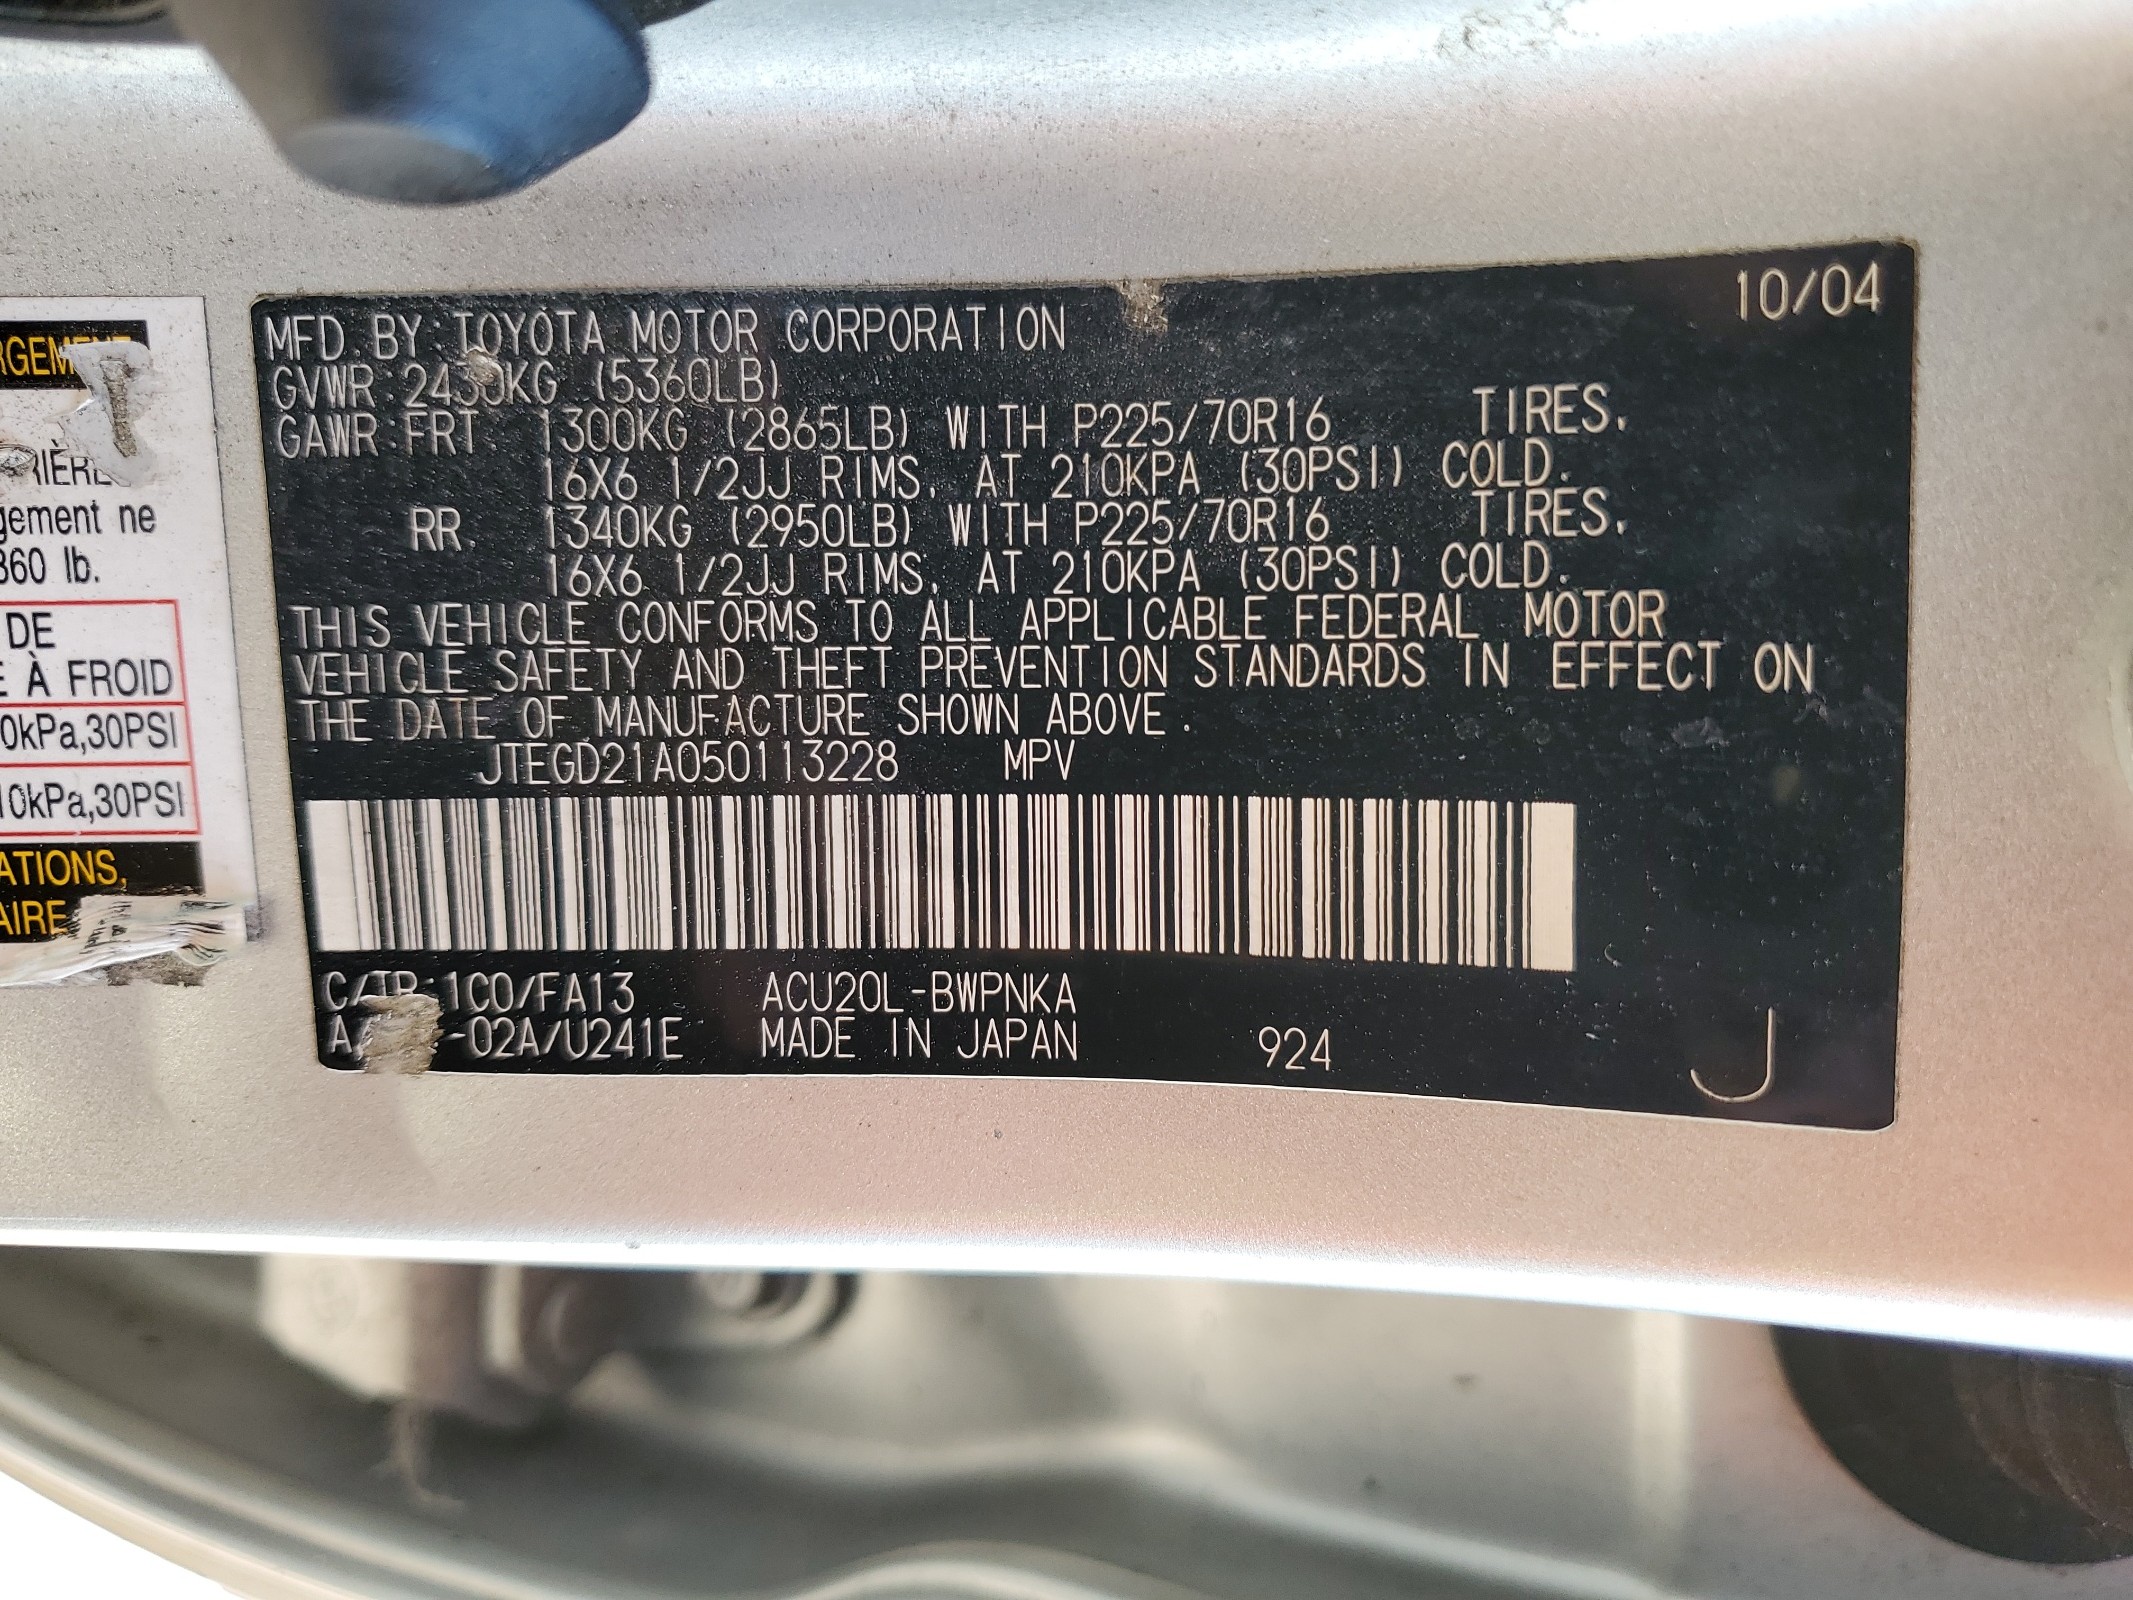 MFD. BY: TOYOTA MOTOR CORPORATION 10/04
GVWR 2430KG (5360LB)
GAWR FRT 1300KG (2865LB) WITH P225/70R16 TIRES,
16X6 1/2JJ RIMS, AT 210KPA (30PSI) COLD.
RR 1340KG (2950LB) WITH P225/70R16 TIRES,
16X6 1/2JJ RIMS, AT 210KPA (30PSI) COLD.
THIS VEHICLE CONFORMS TO ALL APPLICABLE FEDERAL MOTOR
VEHICLE SAFETY AND THEFT PREVENTION STANDARDS IN EFFECT ON
THE DATE OF MANUFACTURE SHOWN ABOVE.
JTEGD21A050113228 MPV
C/TR:1C0/FA13 ACU20L-BWPNKA
-02A/U241E MADE IN JAPAN 924 J
RGEMENT
RIÈRE
gement ne
360 lb.
DE
E À FROID
0kPa,30PSI
10kPa,30PSI
ATIONS,
AIRE